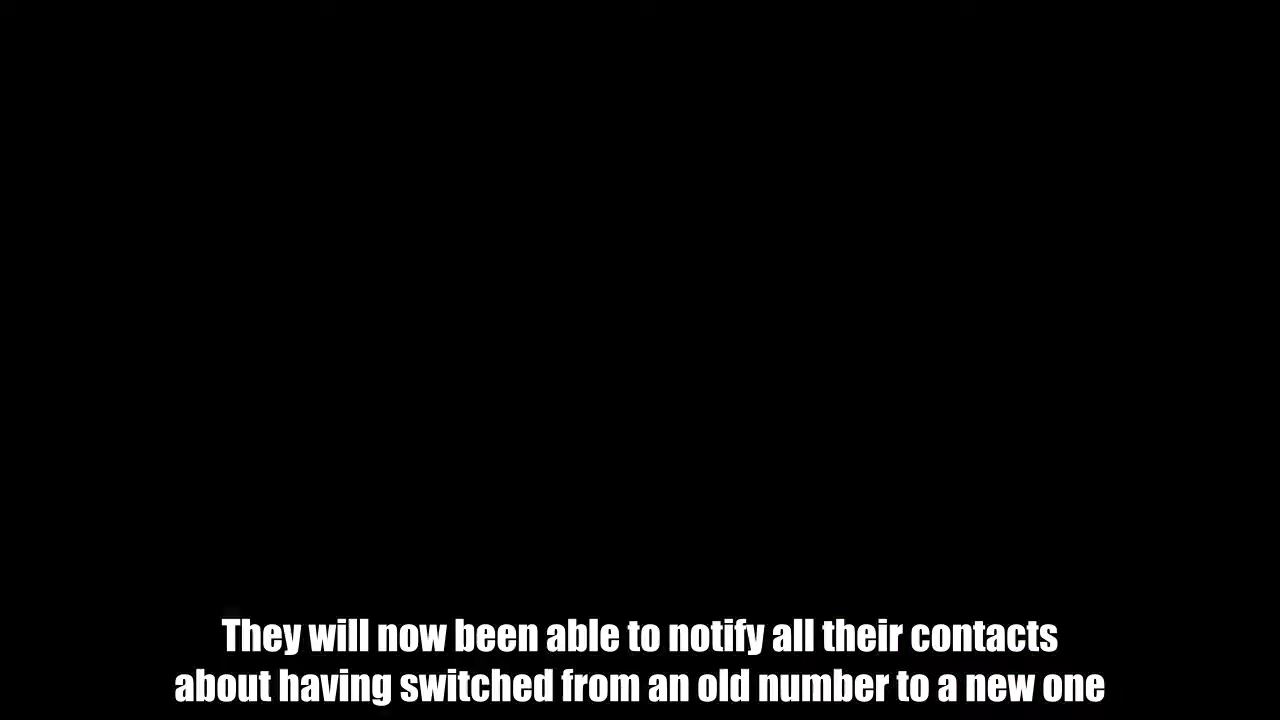 They will now been able to notify all their contacts
about having switched from an old number to a new one